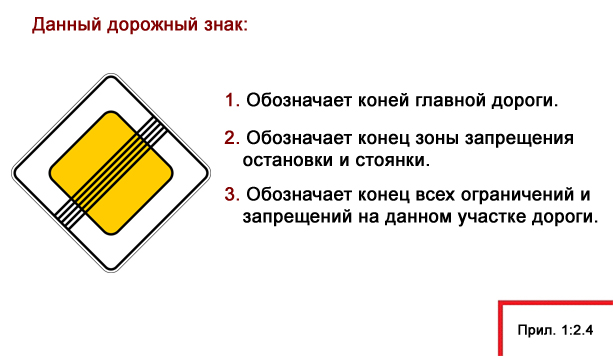 Данный дорожный знак:
1. Обозначает коней главной дороги.
2. Обозначает конец зоны запрещения
остановки и стоянки.
3. Обозначает конец всех ограничений и
запрещений на данном участке дороги.
Прил. 1:2.4